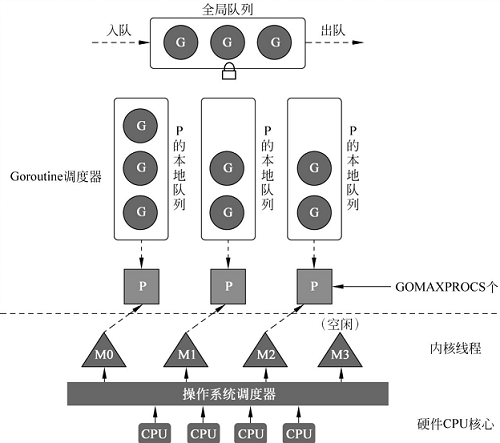 全局队列
入队
G G G
出队
G
G
G
P的本地队列
G
G
P的本地队列
G
G
P的本地队列
Goroutine调度器
P P P
GOMAXPROCS个
(空闲)
M0 M1 M2 M3
内核线程
操作系统调度器
CPU CPU CPU CPU
硬件CPU核心